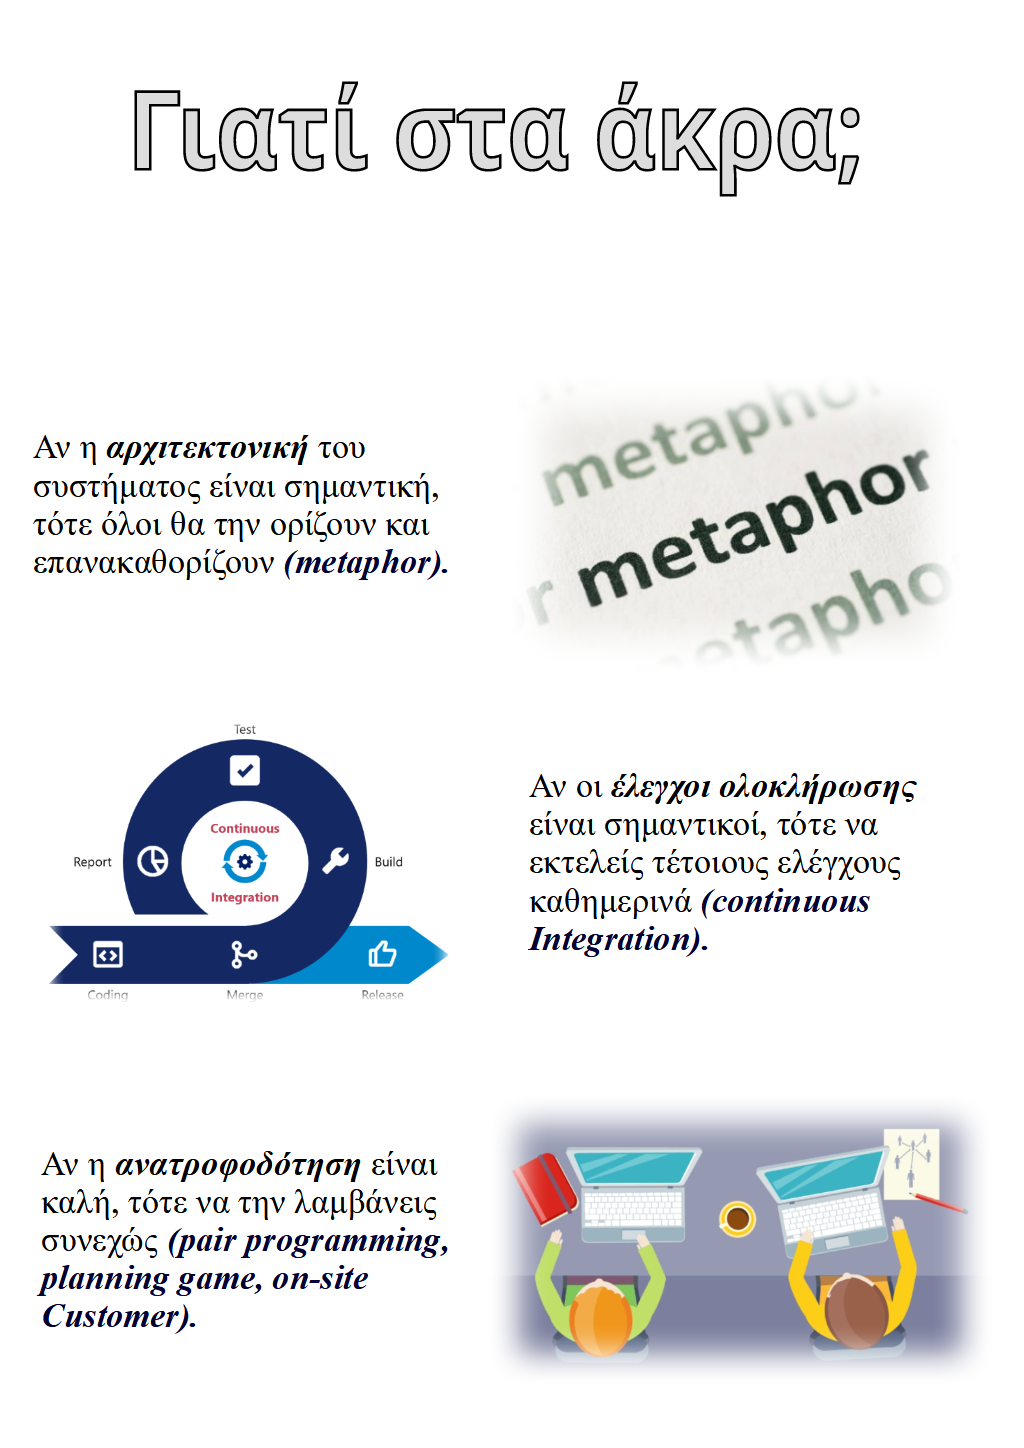 Γιατί στα άκρα;
Αν η αρχιτεκτονική του
συστήματος είναι σημαντική,
τότε όλοι θα την ορίζουν και
επανακαθορίζουν (metaphor).
metaphor
metaphor
metapho
Test
Continuous
Report
Build
Integration
Coding
Merge
Release
Αν οι έλεγχοι ολοκλήρωσης
είναι σημαντικοί, τότε να
εκτελείς τέτοιους ελέγχους
καθημερινά (continuous
Integration).
Αν η ανατροφοδότηση είναι
καλή, τότε να την λαμβάνεις
συνεχώς (pair programming,
planning game, on-site
Customer).